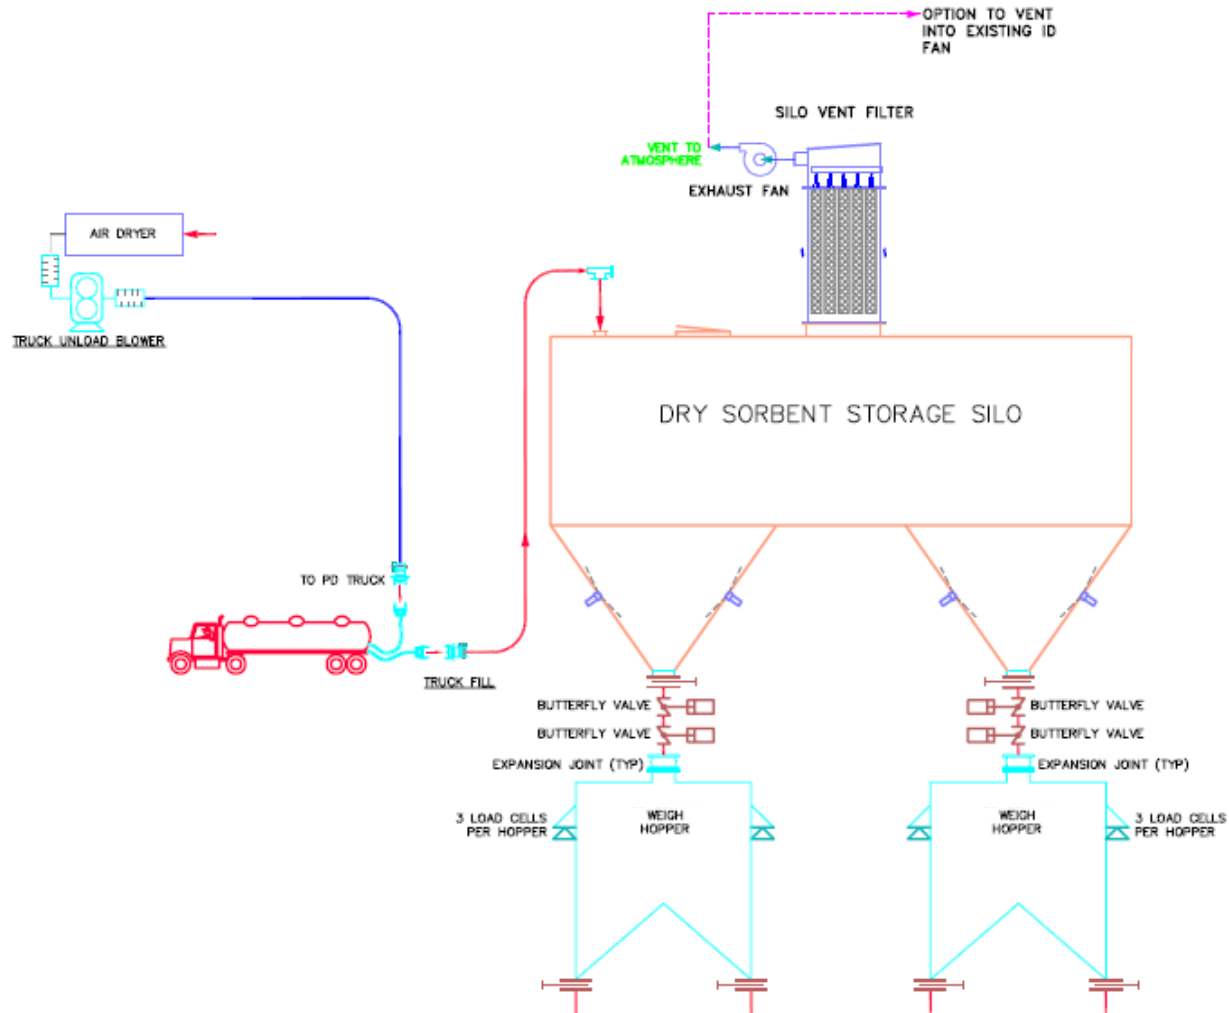 OPTION TO VENT
INTO EXISTING ID
FAN
SILO VENT FILTER
VENT TO
ATMOSPHERE
EXHAUST FAN
AIR DRYER
TRUCK UNLOAD BLOWER
DRY SORBENT STORAGE SILO
TO PD TRUCK
TRUCK FILL
BUTTERFLY VALVE
BUTTERFLY VALVE
BUTTERFLY VALVE
BUTTERFLY VALVE
EXPANSION JOINT (TYP)
EXPANSION JOINT (TYP)
3 LOAD CELLS
PER HOPPER
WEIGH
HOPPER
WEIGH
HOPPER
3 LOAD CELLS
PER HOPPER